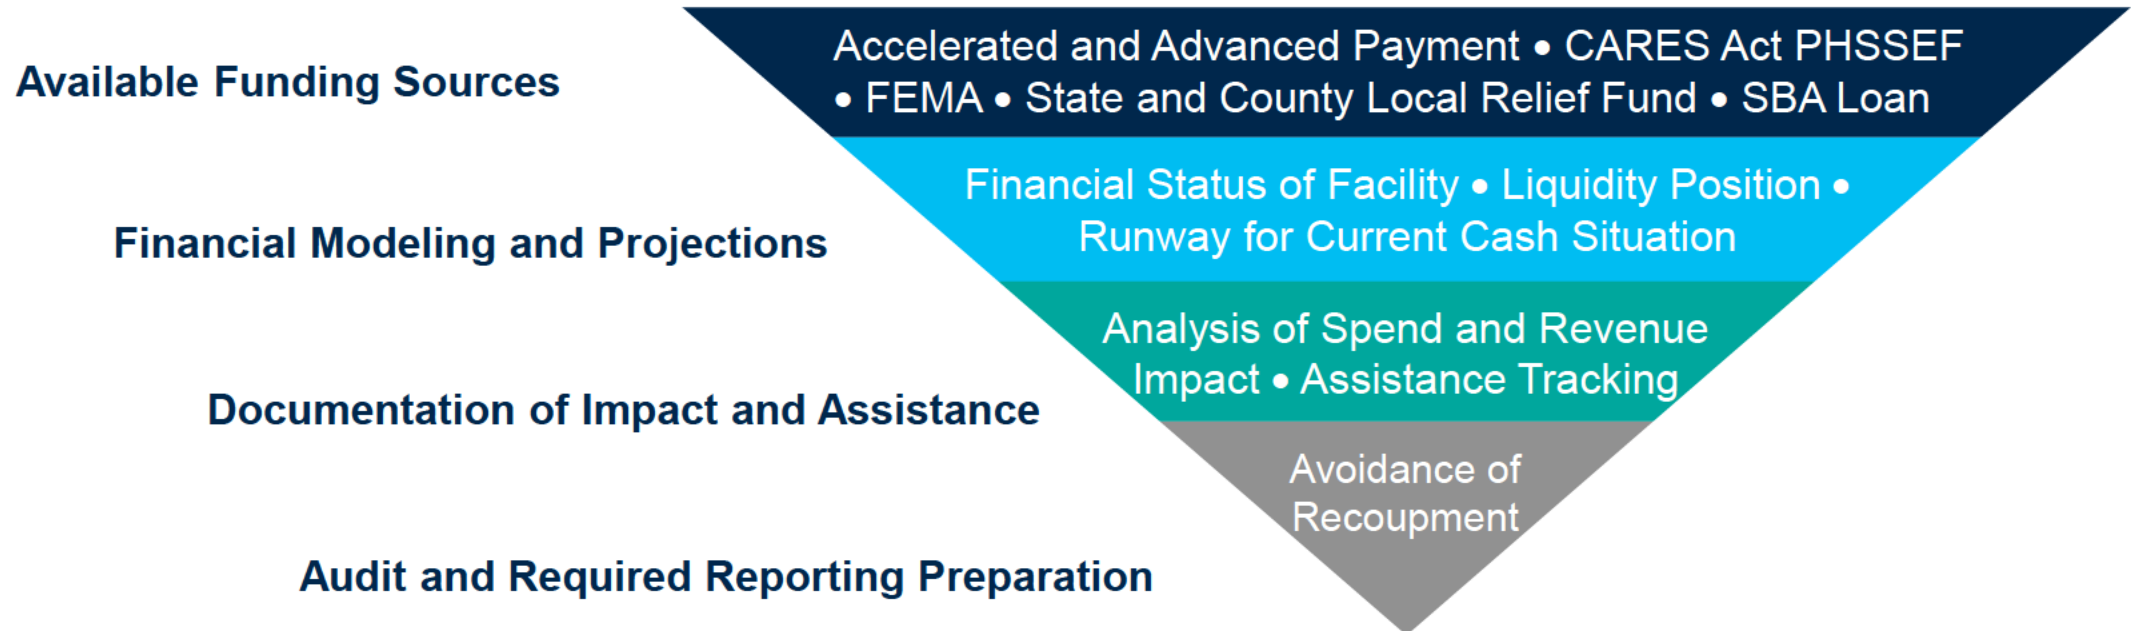 Available Funding Sources
Accelerated and Advanced Payment • CARES Act PHSSEF
• FEMA • State and County Local Relief Fund • SBA Loan
Financial Modeling and Projections
Financial Status of Facility • Liquidity Position •
Runway for Current Cash Situation
Documentation of Impact and Assistance
Analysis of Spend and Revenue
Impact • Assistance Tracking
Audit and Required Reporting Preparation
Avoidance of
Recoupment